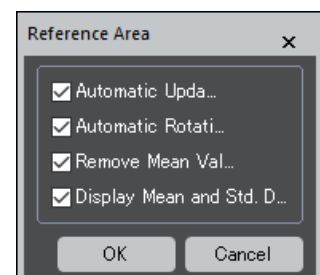 Reference Area
Automatic Upda...
Automatic Rotati...
Remove Mean Val...
Display Mean and Std. D...
OK Cancel